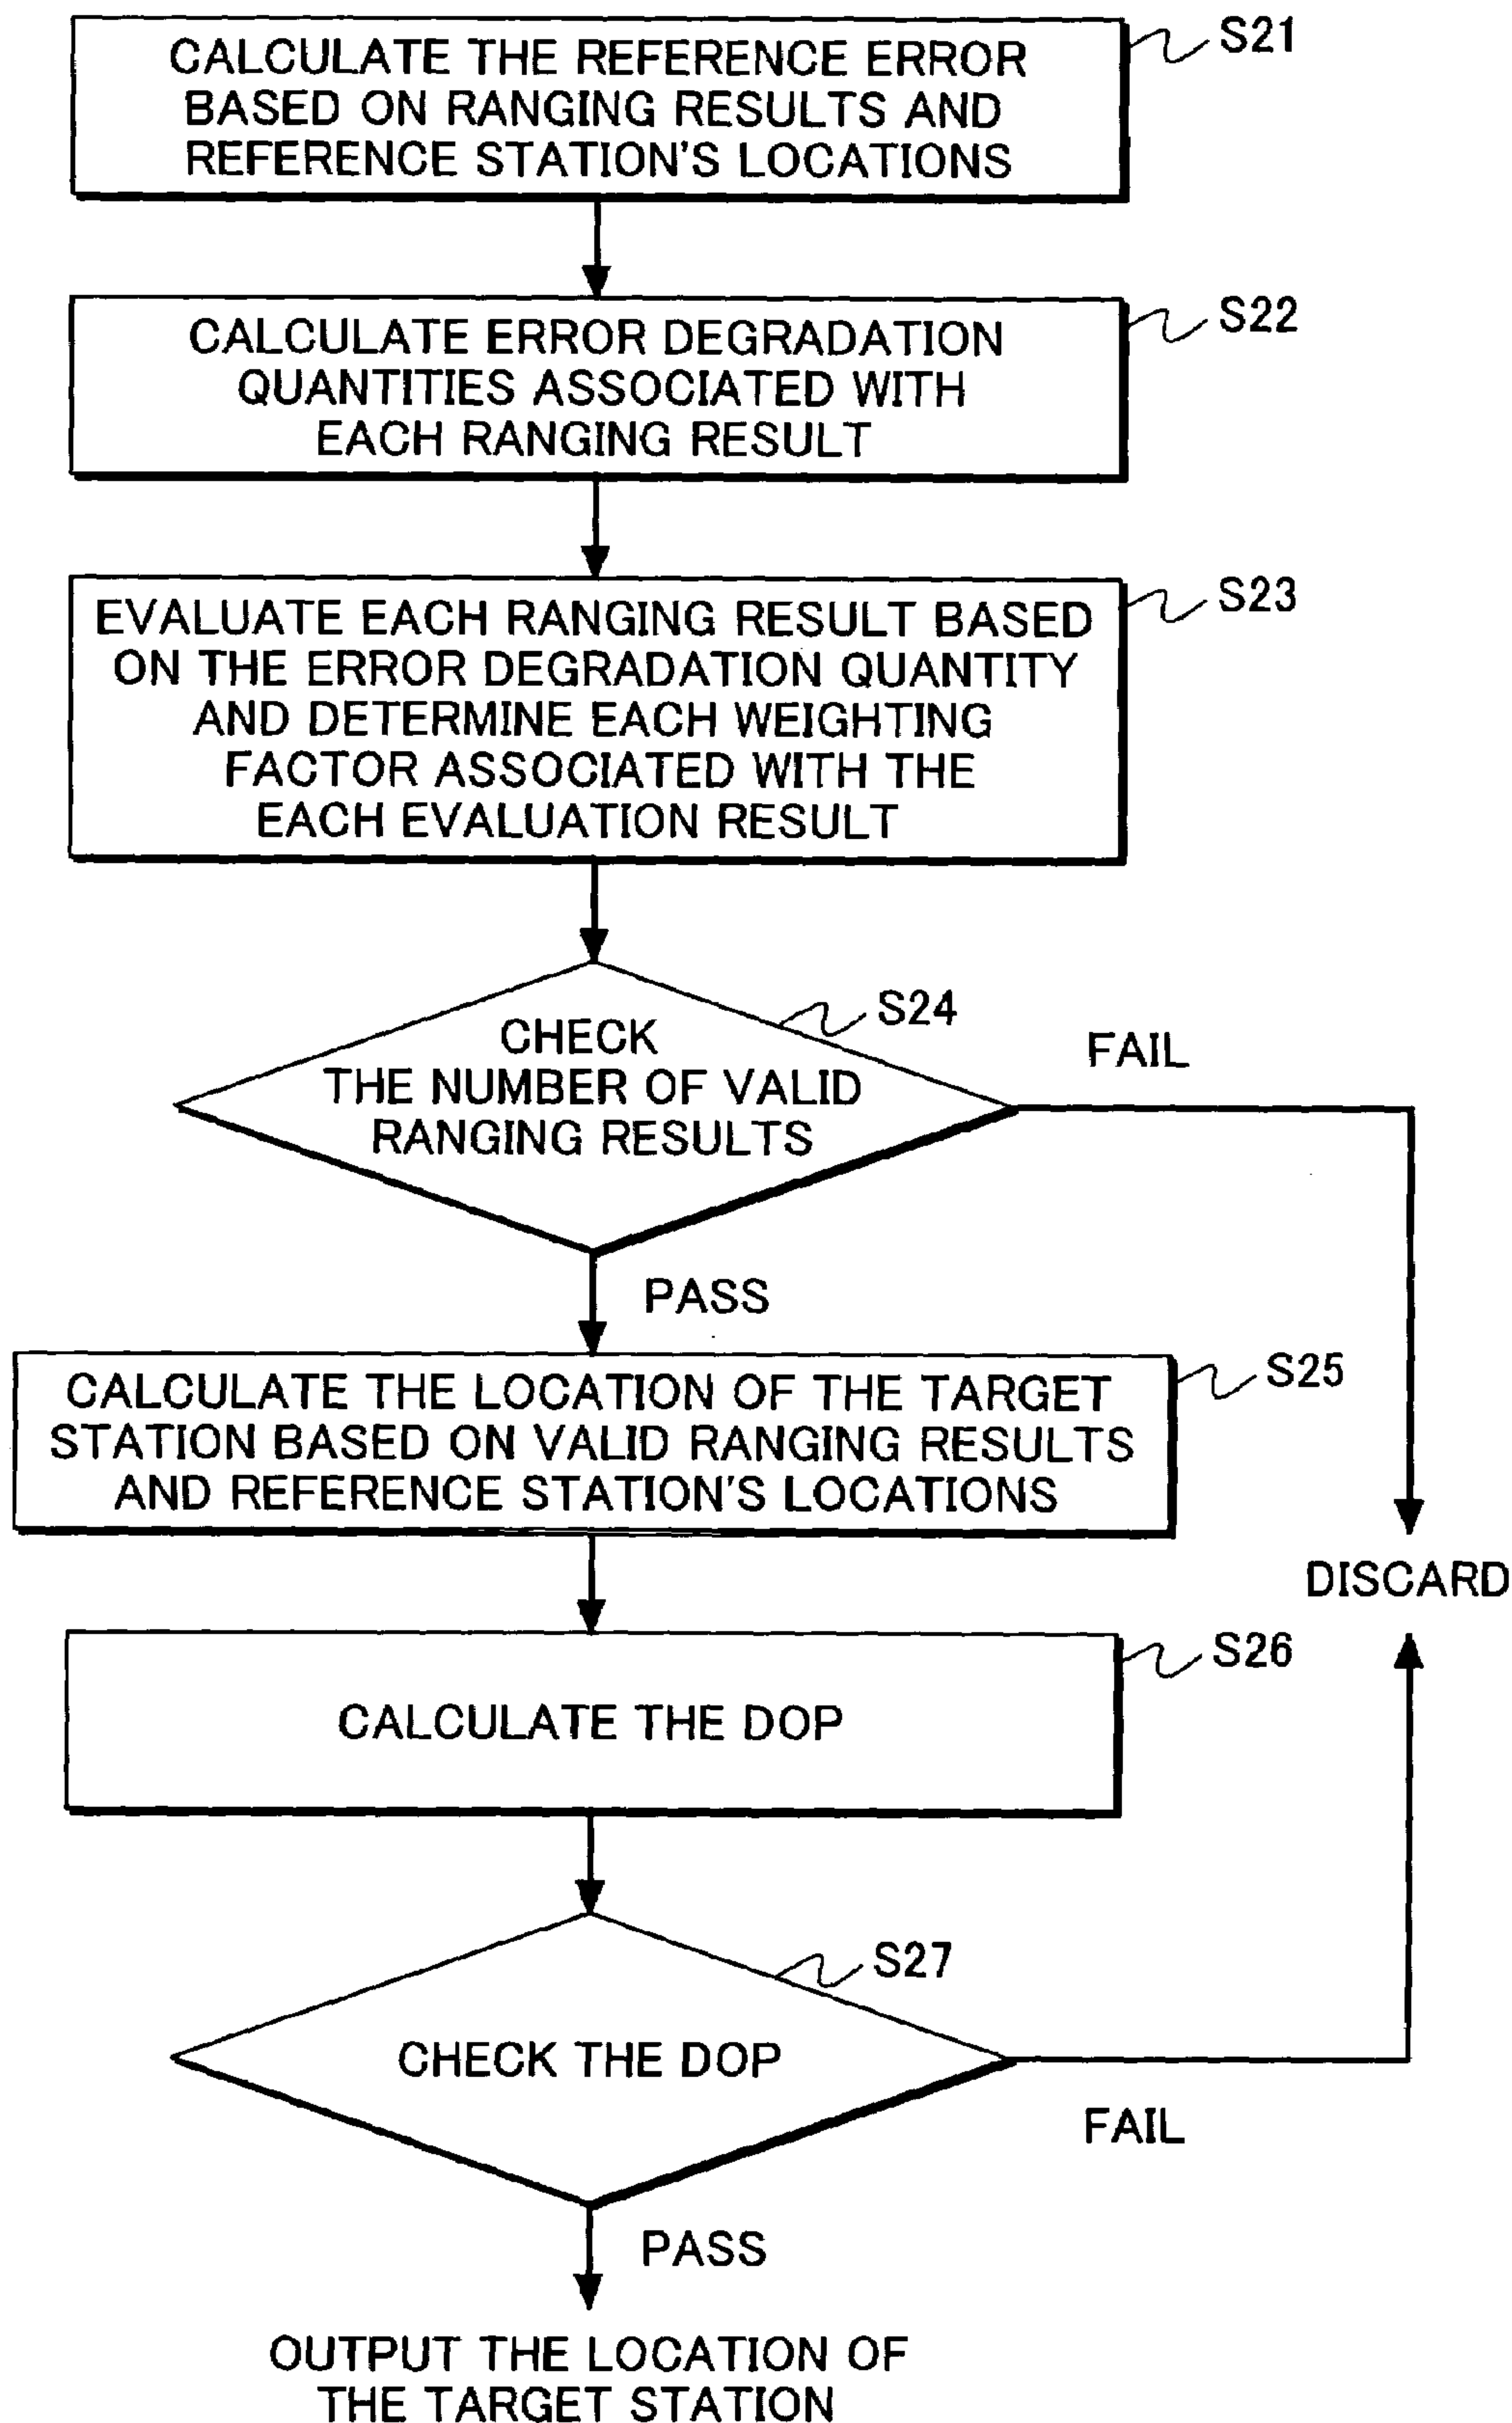 S21
CALCULATE THE REFERENCE ERROR
BASED ON RANGING RESULTS AND
REFERENCE STATION'S LOCATIONS
S22
CALCULATE ERROR DEGRADATION
QUANTITIES ASSOCIATED WITH
EACH RANGING RESULT
S23
EVALUATE EACH RANGING RESULT BASED
ON THE ERROR DEGRADATION QUANTITY
AND DETERMINE EACH WEIGHTING
FACTOR ASSOCIATED WITH THE
EACH EVALUATION RESULT
S24
CHECK
THE NUMBER OF VALID
RANGING RESULTS
FAIL
PASS
S25
CALCULATE THE LOCATION OF THE TARGET
STATION BASED ON VALID RANGING RESULTS
AND REFERENCE STATION'S LOCATIONS
DISCARD
S26
CALCULATE THE DOP
S27
CHECK THE DOP
FAIL
PASS
OUTPUT THE LOCATION OF
THE TARGET STATION